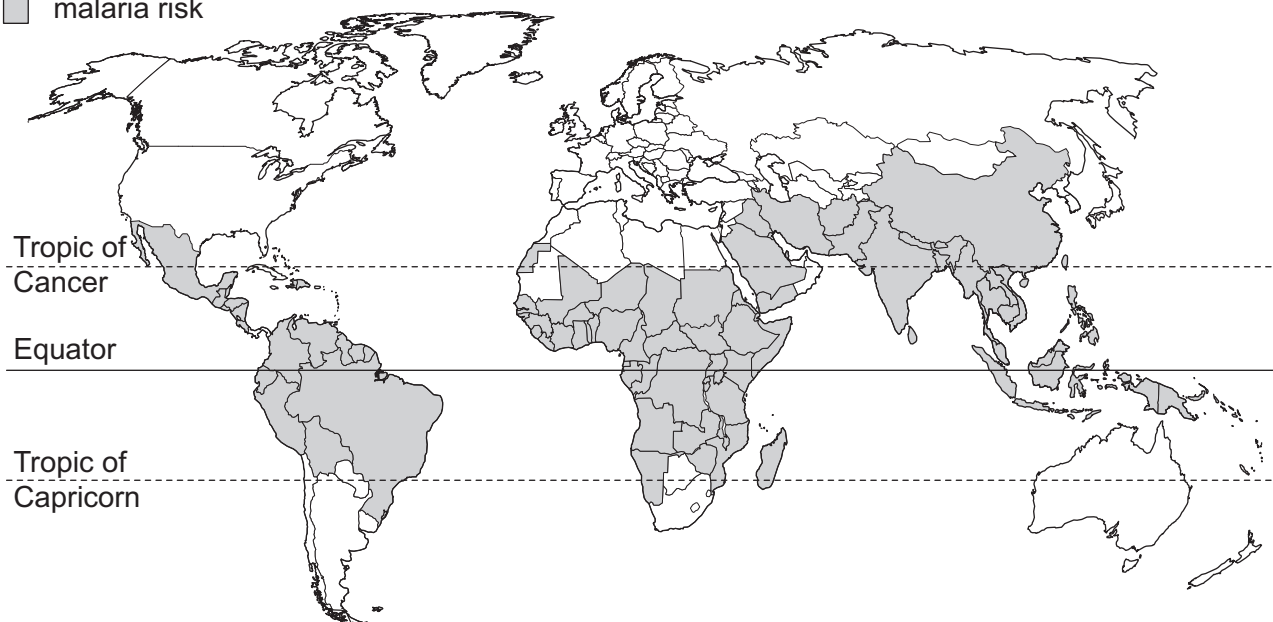 malaria risk
Tropic of
Cancer
Equator
Tropic of
Capricorn